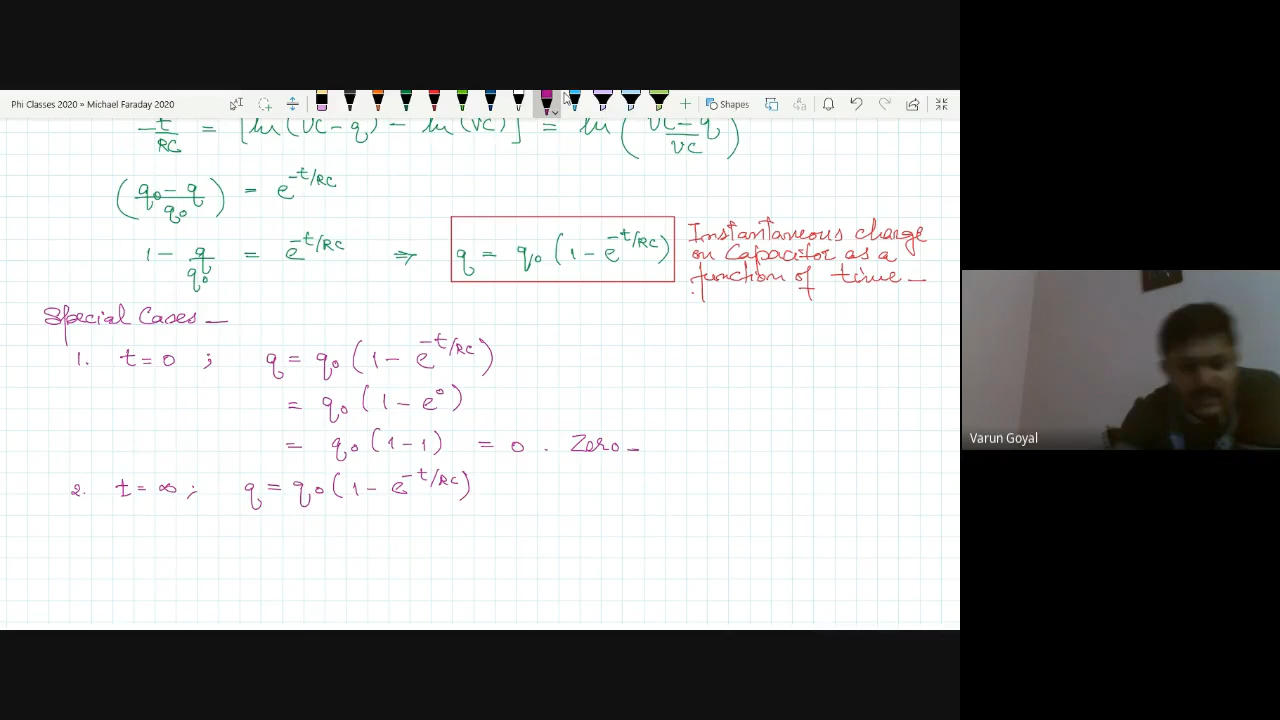 Phi Classes 2020 » Michael Faraday 2020
Shapes
-t/RC = [ln(VC-q) - ln(VC)] = ln((VC-q)/VC)
((q₀-q)/q₀) = e^(-t/RC)
1 - q/q₀ = e^(-t/RC) ⇒ q = q₀(1-e^(-t/RC))
Instantaneous charge
on Capacitor as a
function of time -
Special Cases -
1. t=0 ; q = q₀(1-e^(-t/RC))
= q₀(1-e⁰)
= q₀(1-1) = 0. Zero-
2. t=∞ ; q = q₀(1-e^(-t/RC))
Varun Goyal